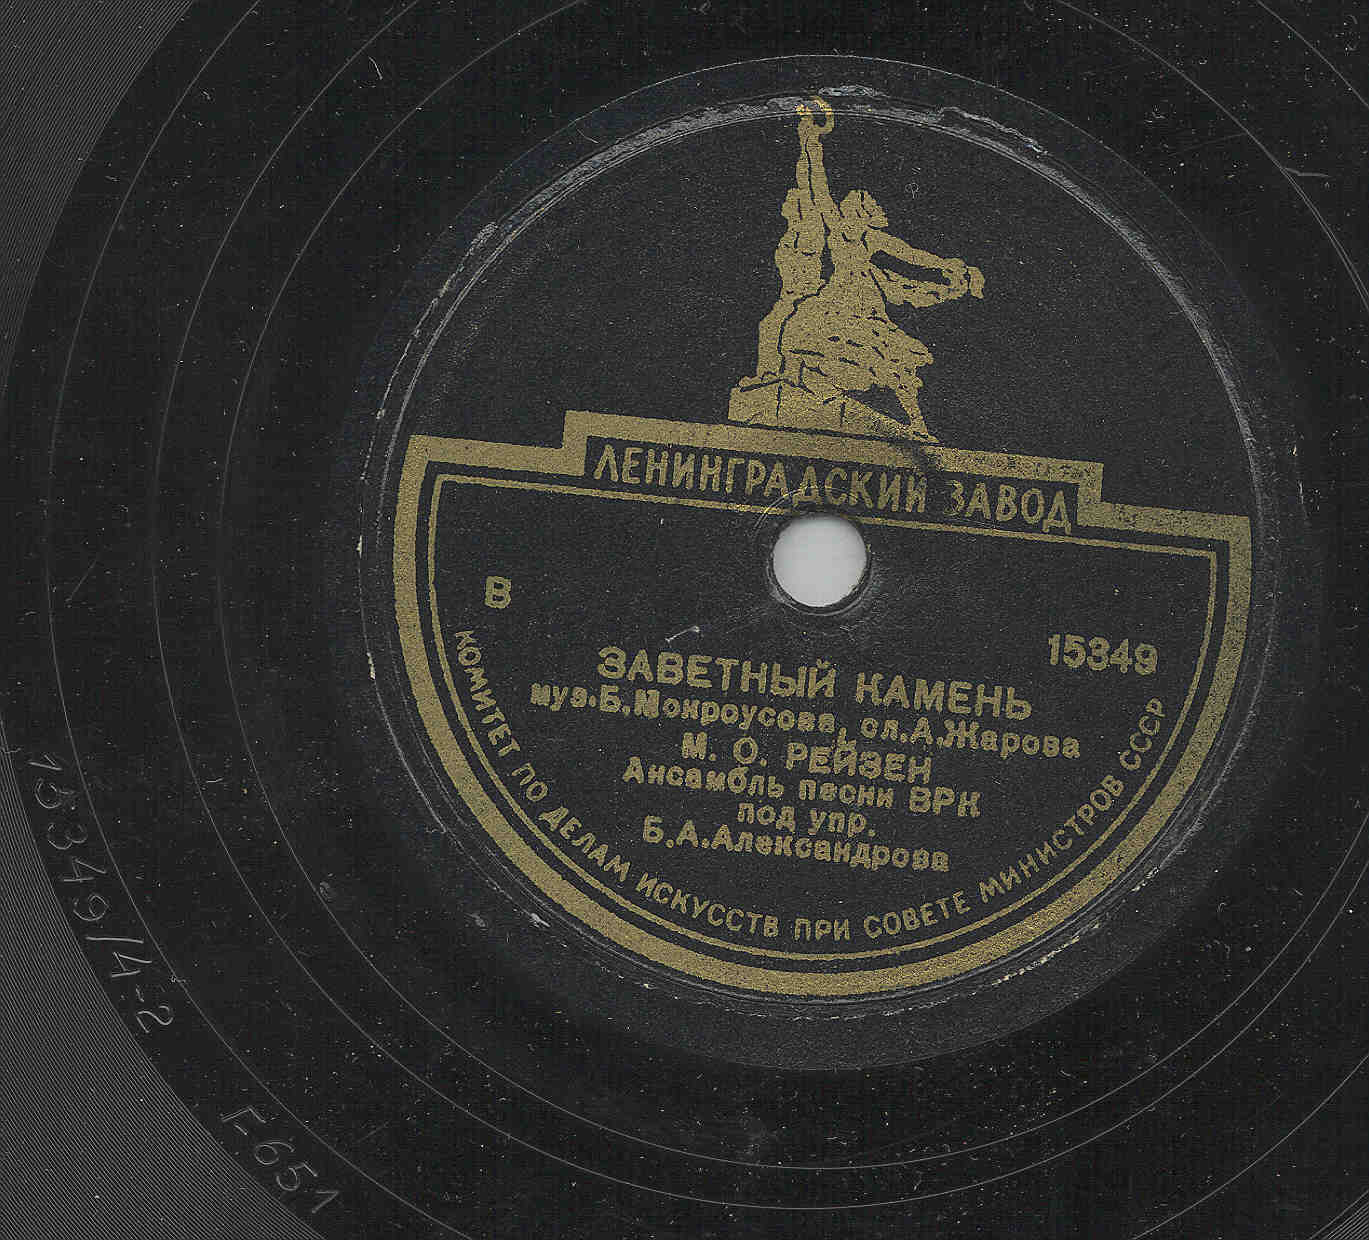 ЛЕНИНГРАДСКИЙ ЗАВОД
В
15349
ЗАВЕТНЫЙ КАМЕНЬ
муз.Б.Мокроусова, сл.А.Жарова
М. О. РЕЙЗЕН
Ансамбль песни ВРК
под упр.
Б.А.Александрова
КОМИТЕТ ПО ДЕЛАМ ИСКУССТВ ПРИ СОВЕТЕ МИНИСТРОВ СССР
15349/4-2
Г-651